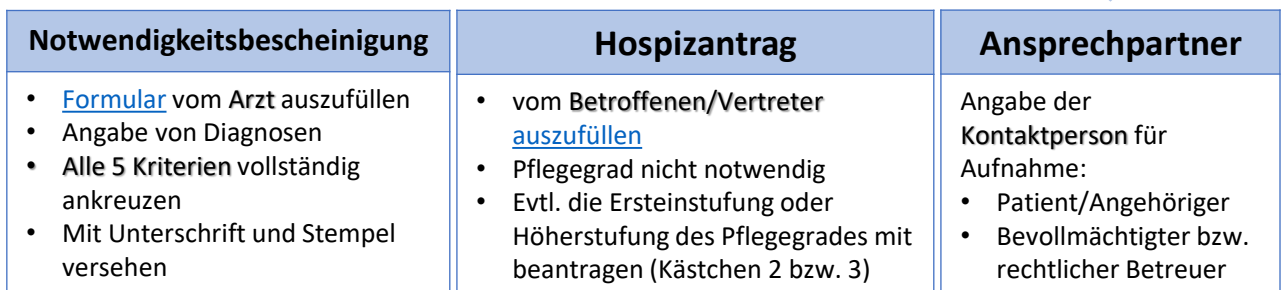 Notwendigkeitsbescheinigung
• Formular vom Arzt auszufüllen
• Angabe von Diagnosen
• Alle 5 Kriterien vollständig
ankreuzen
• Mit Unterschrift und Stempel
versehen
Hospizantrag
• vom Betroffenen/Vertreter
auszufüllen
• Pflegegrad nicht notwendig
• Evtl. die Ersteinstufung oder
Höherstufung des Pflegegrades mit
beantragen (Kästchen 2 bzw. 3)
Ansprechpartner
Angabe der
Kontaktperson für
Aufnahme:
• Patient/Angehöriger
• Bevollmächtigter bzw.
rechtlicher Betreuer